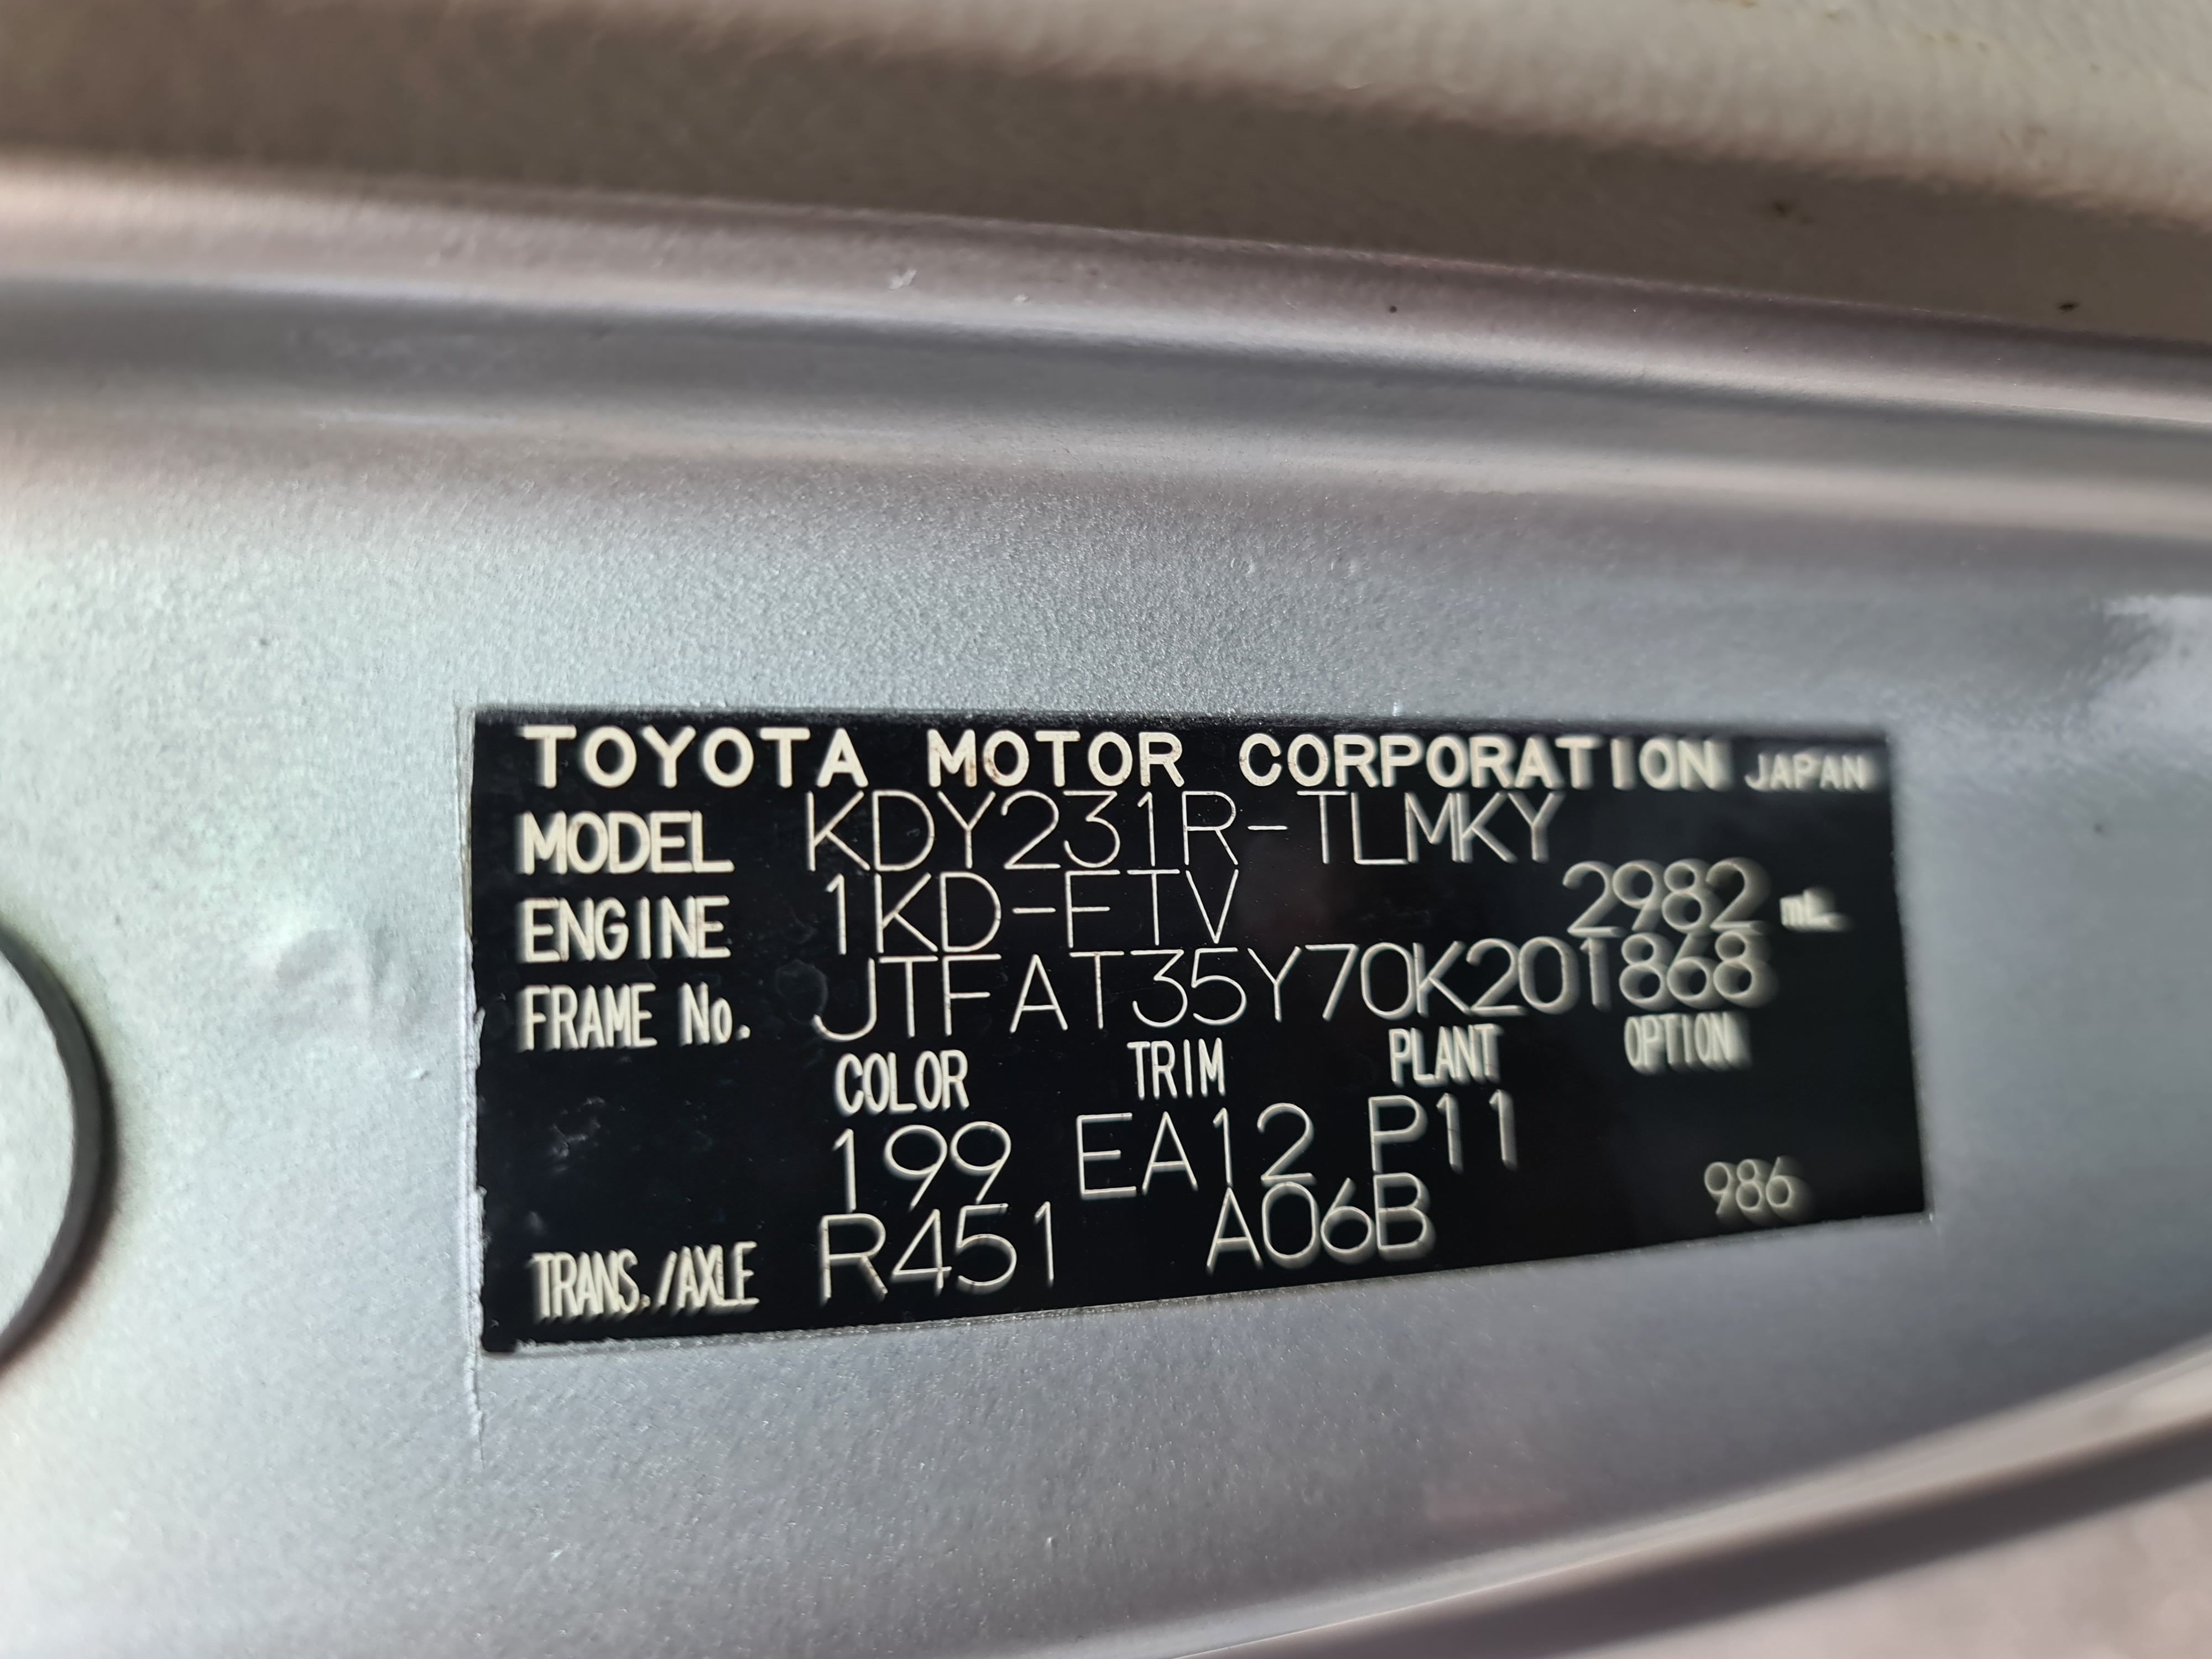 TOYOTA MOTOR CORPORATION JAPAN
MODEL KDY231R-TLMKY
ENGINE 1KD-FTV 2982 mL
FRAME No. JTFAT35Y70K201868
COLOR TRIM PLANT OPTION
199 EA12 P11
TRANS./AXLE R451 A06B 986